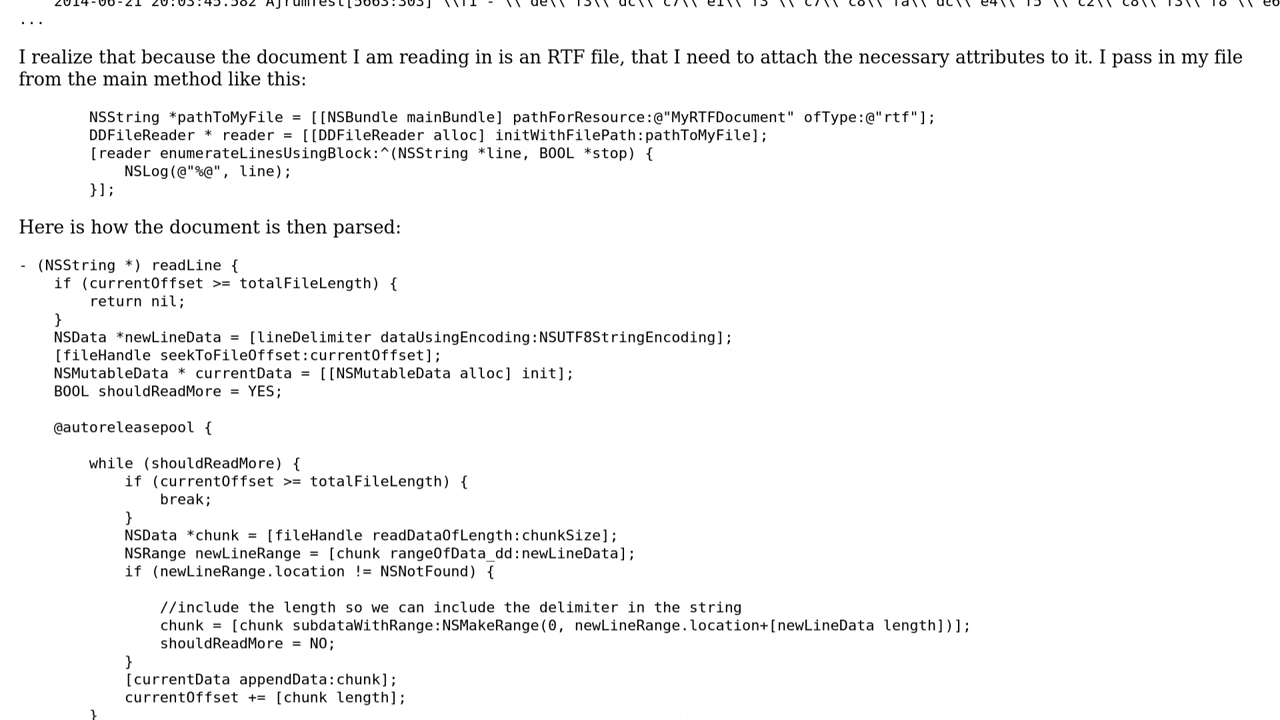 ...
I realize that because the document I am reading in is an RTF file, that I need to attach the necessary attributes to it. I pass in my file
from the main method like this:
NSString *pathToMyFile = [[NSBundle mainBundle] pathForResource:@"MyRTFDocument" ofType:@"rtf"];
DDFileReader * reader = [[DDFileReader alloc] initWithFilePath:pathToMyFile];
[reader enumerateLinesUsingBlock:^(NSString *line, BOOL *stop) {
    NSLog(@"%@", line);
}];
Here is how the document is then parsed:
- (NSString *) readLine {
    if (currentOffset >= totalFileLength) {
        return nil;
    }
    NSData *newLineData = [lineDelimiter dataUsingEncoding:NSUTF8StringEncoding];
    [fileHandle seekToFileOffset:currentOffset];
    NSMutableData * currentData = [[NSMutableData alloc] init];
    BOOL shouldReadMore = YES;
    @autoreleasepool {
        while (shouldReadMore) {
            if (currentOffset >= totalFileLength) {
                break;
            }
            NSData *chunk = [fileHandle readDataOfLength:chunkSize];
            NSRange newLineRange = [chunk rangeOfData_dd:newLineData];
            if (newLineRange.location != NSNotFound) {
                //include the length so we can include the delimiter in the string
                chunk = [chunk subdataWithRange:NSMakeRange(0, newLineRange.location+[newLineData length])];
                shouldReadMore = NO;
            }
            [currentData appendData:chunk];
            currentOffset += [chunk length];
        }